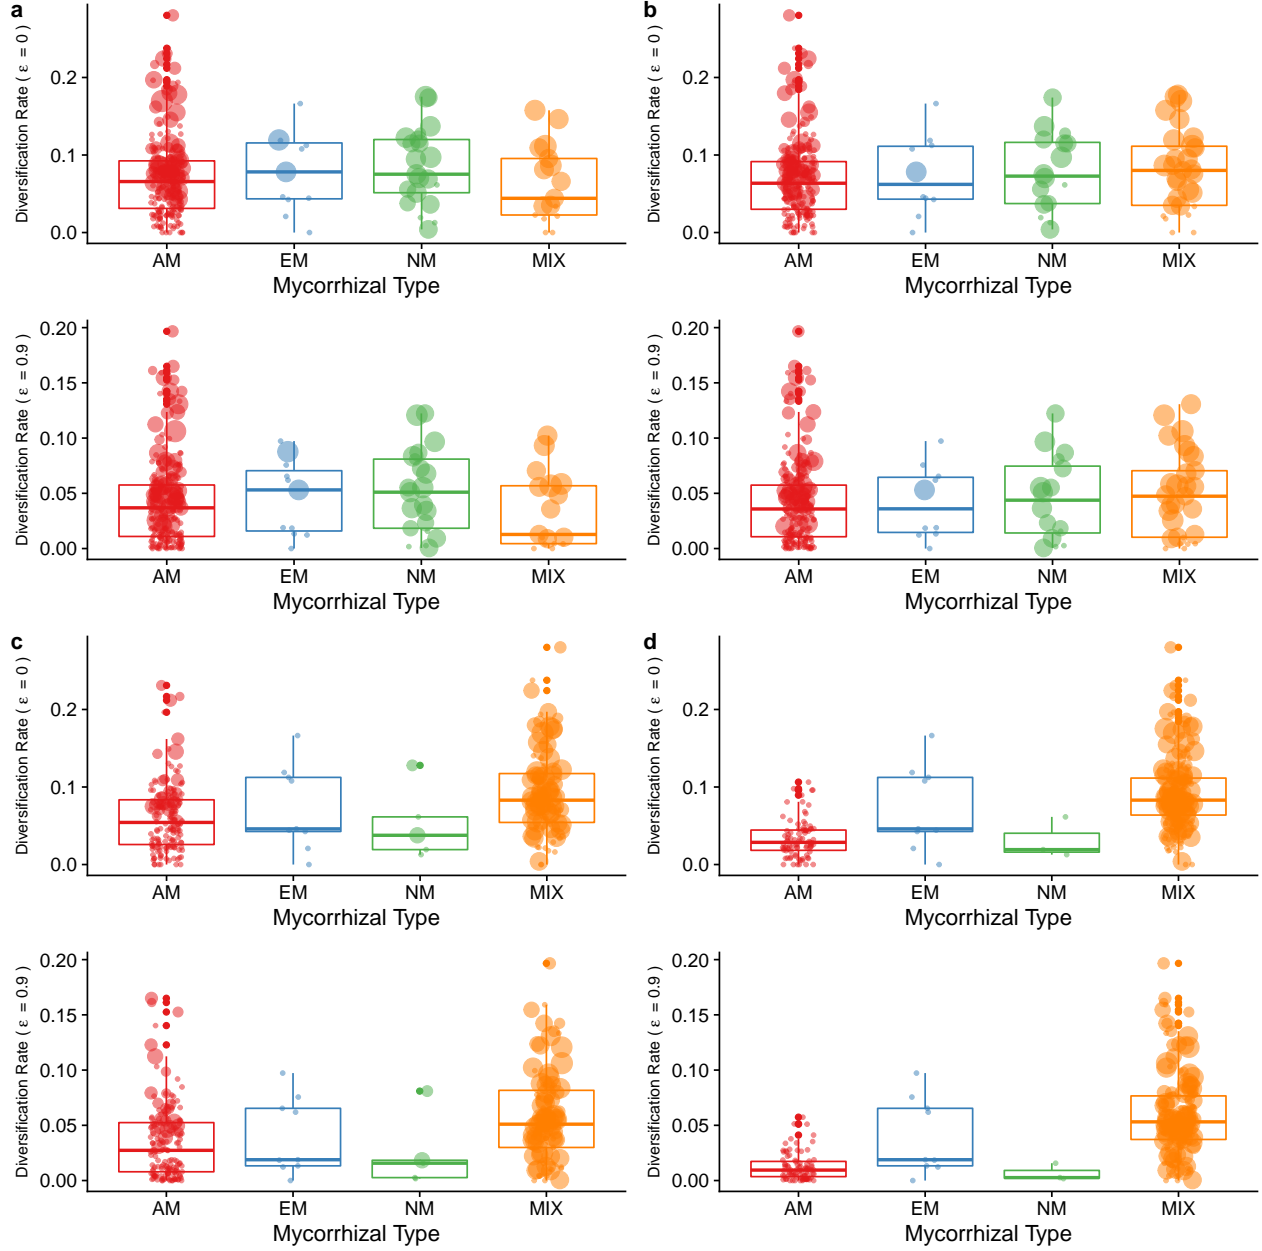 a
Diversification Rate ( ε = 0 )
0.2
0.1
0.0
AM EM NM MIX
Mycorrhizal Type
Diversification Rate ( ε = 0.9 )
0.20
0.15
0.10
0.05
0.00
AM EM NM MIX
Mycorrhizal Type
b
Diversification Rate ( ε = 0 )
0.2
0.1
0.0
AM EM NM MIX
Mycorrhizal Type
Diversification Rate ( ε = 0.9 )
0.20
0.15
0.10
0.05
0.00
AM EM NM MIX
Mycorrhizal Type
c
Diversification Rate ( ε = 0 )
0.2
0.1
0.0
AM EM NM MIX
Mycorrhizal Type
Diversification Rate ( ε = 0.9 )
0.20
0.15
0.10
0.05
0.00
AM EM NM MIX
Mycorrhizal Type
d
Diversification Rate ( ε = 0 )
0.2
0.1
0.0
AM EM NM MIX
Mycorrhizal Type
Diversification Rate ( ε = 0.9 )
0.20
0.15
0.10
0.05
0.00
AM EM NM MIX
Mycorrhizal Type